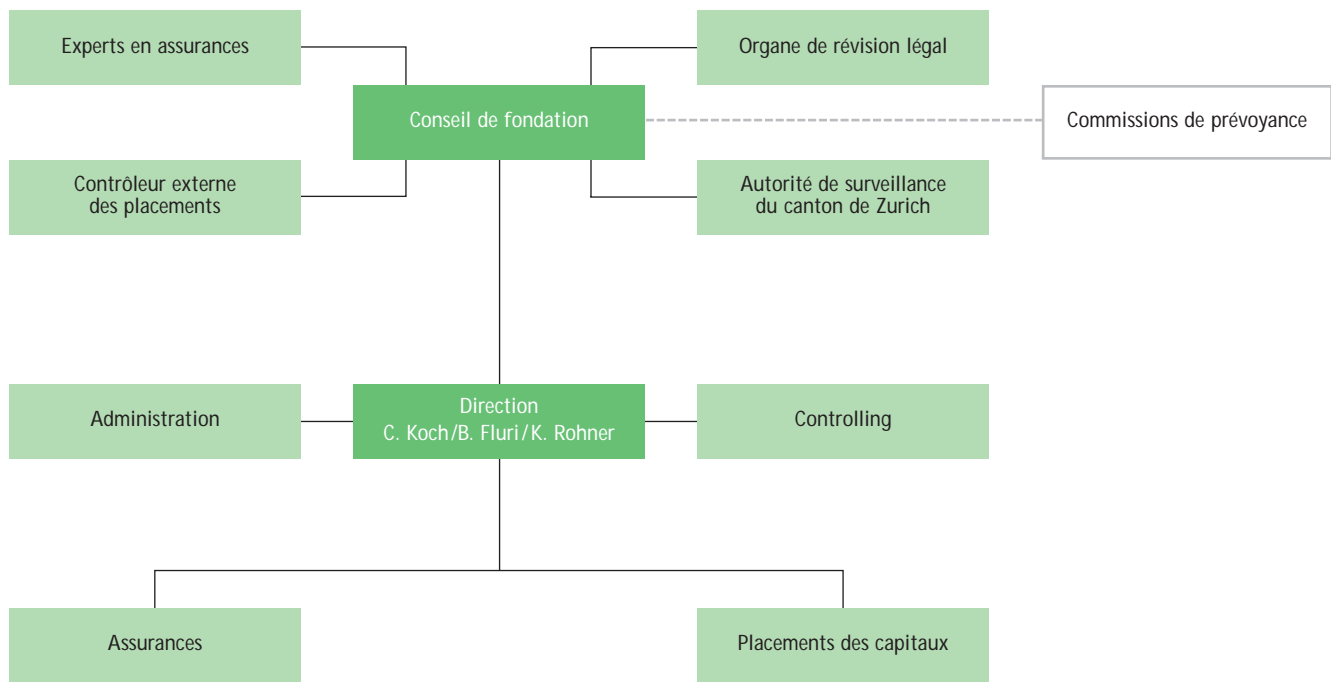 Experts en assurances
Organe de révision légal
Conseil de fondation
Commissions de prévoyance
Contrôleur externe
des placements
Autorité de surveillance
du canton de Zurich
Administration
Direction
C. Koch/B. Fluri/K. Rohner
Controlling
Assurances
Placements des capitaux